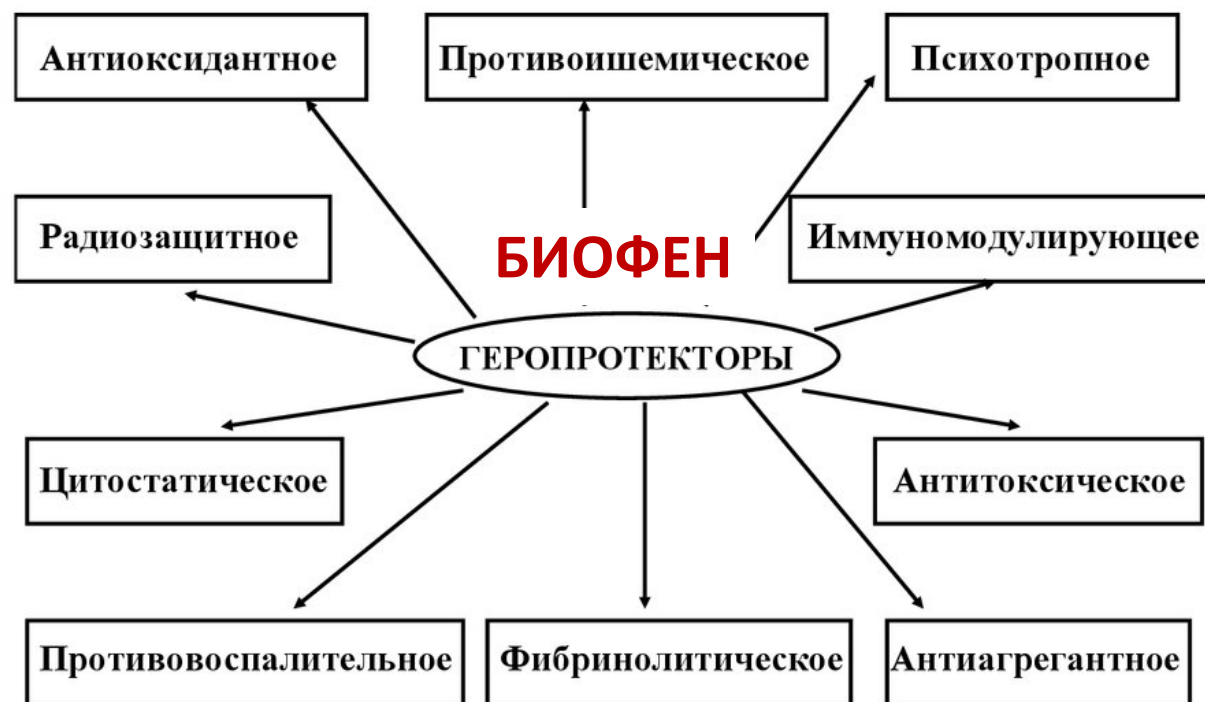 Антиоксидантное
Противоишемическое
Психотропное
Радиозащитное
БИОФЕН
Иммуномодулирующее
ГЕРОПРОТЕКТОРЫ
Цитостатическое
Антитоксическое
Противовоспалительное
Фибринолитическое
Антиагрегантное